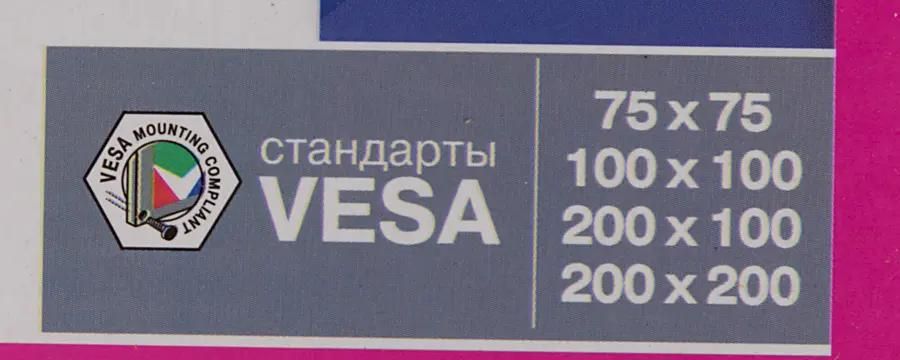 VESA MOUNTING COMPLIANT
стандарты
VESA
75 x 75
100 x 100
200 x 100
200 x 200